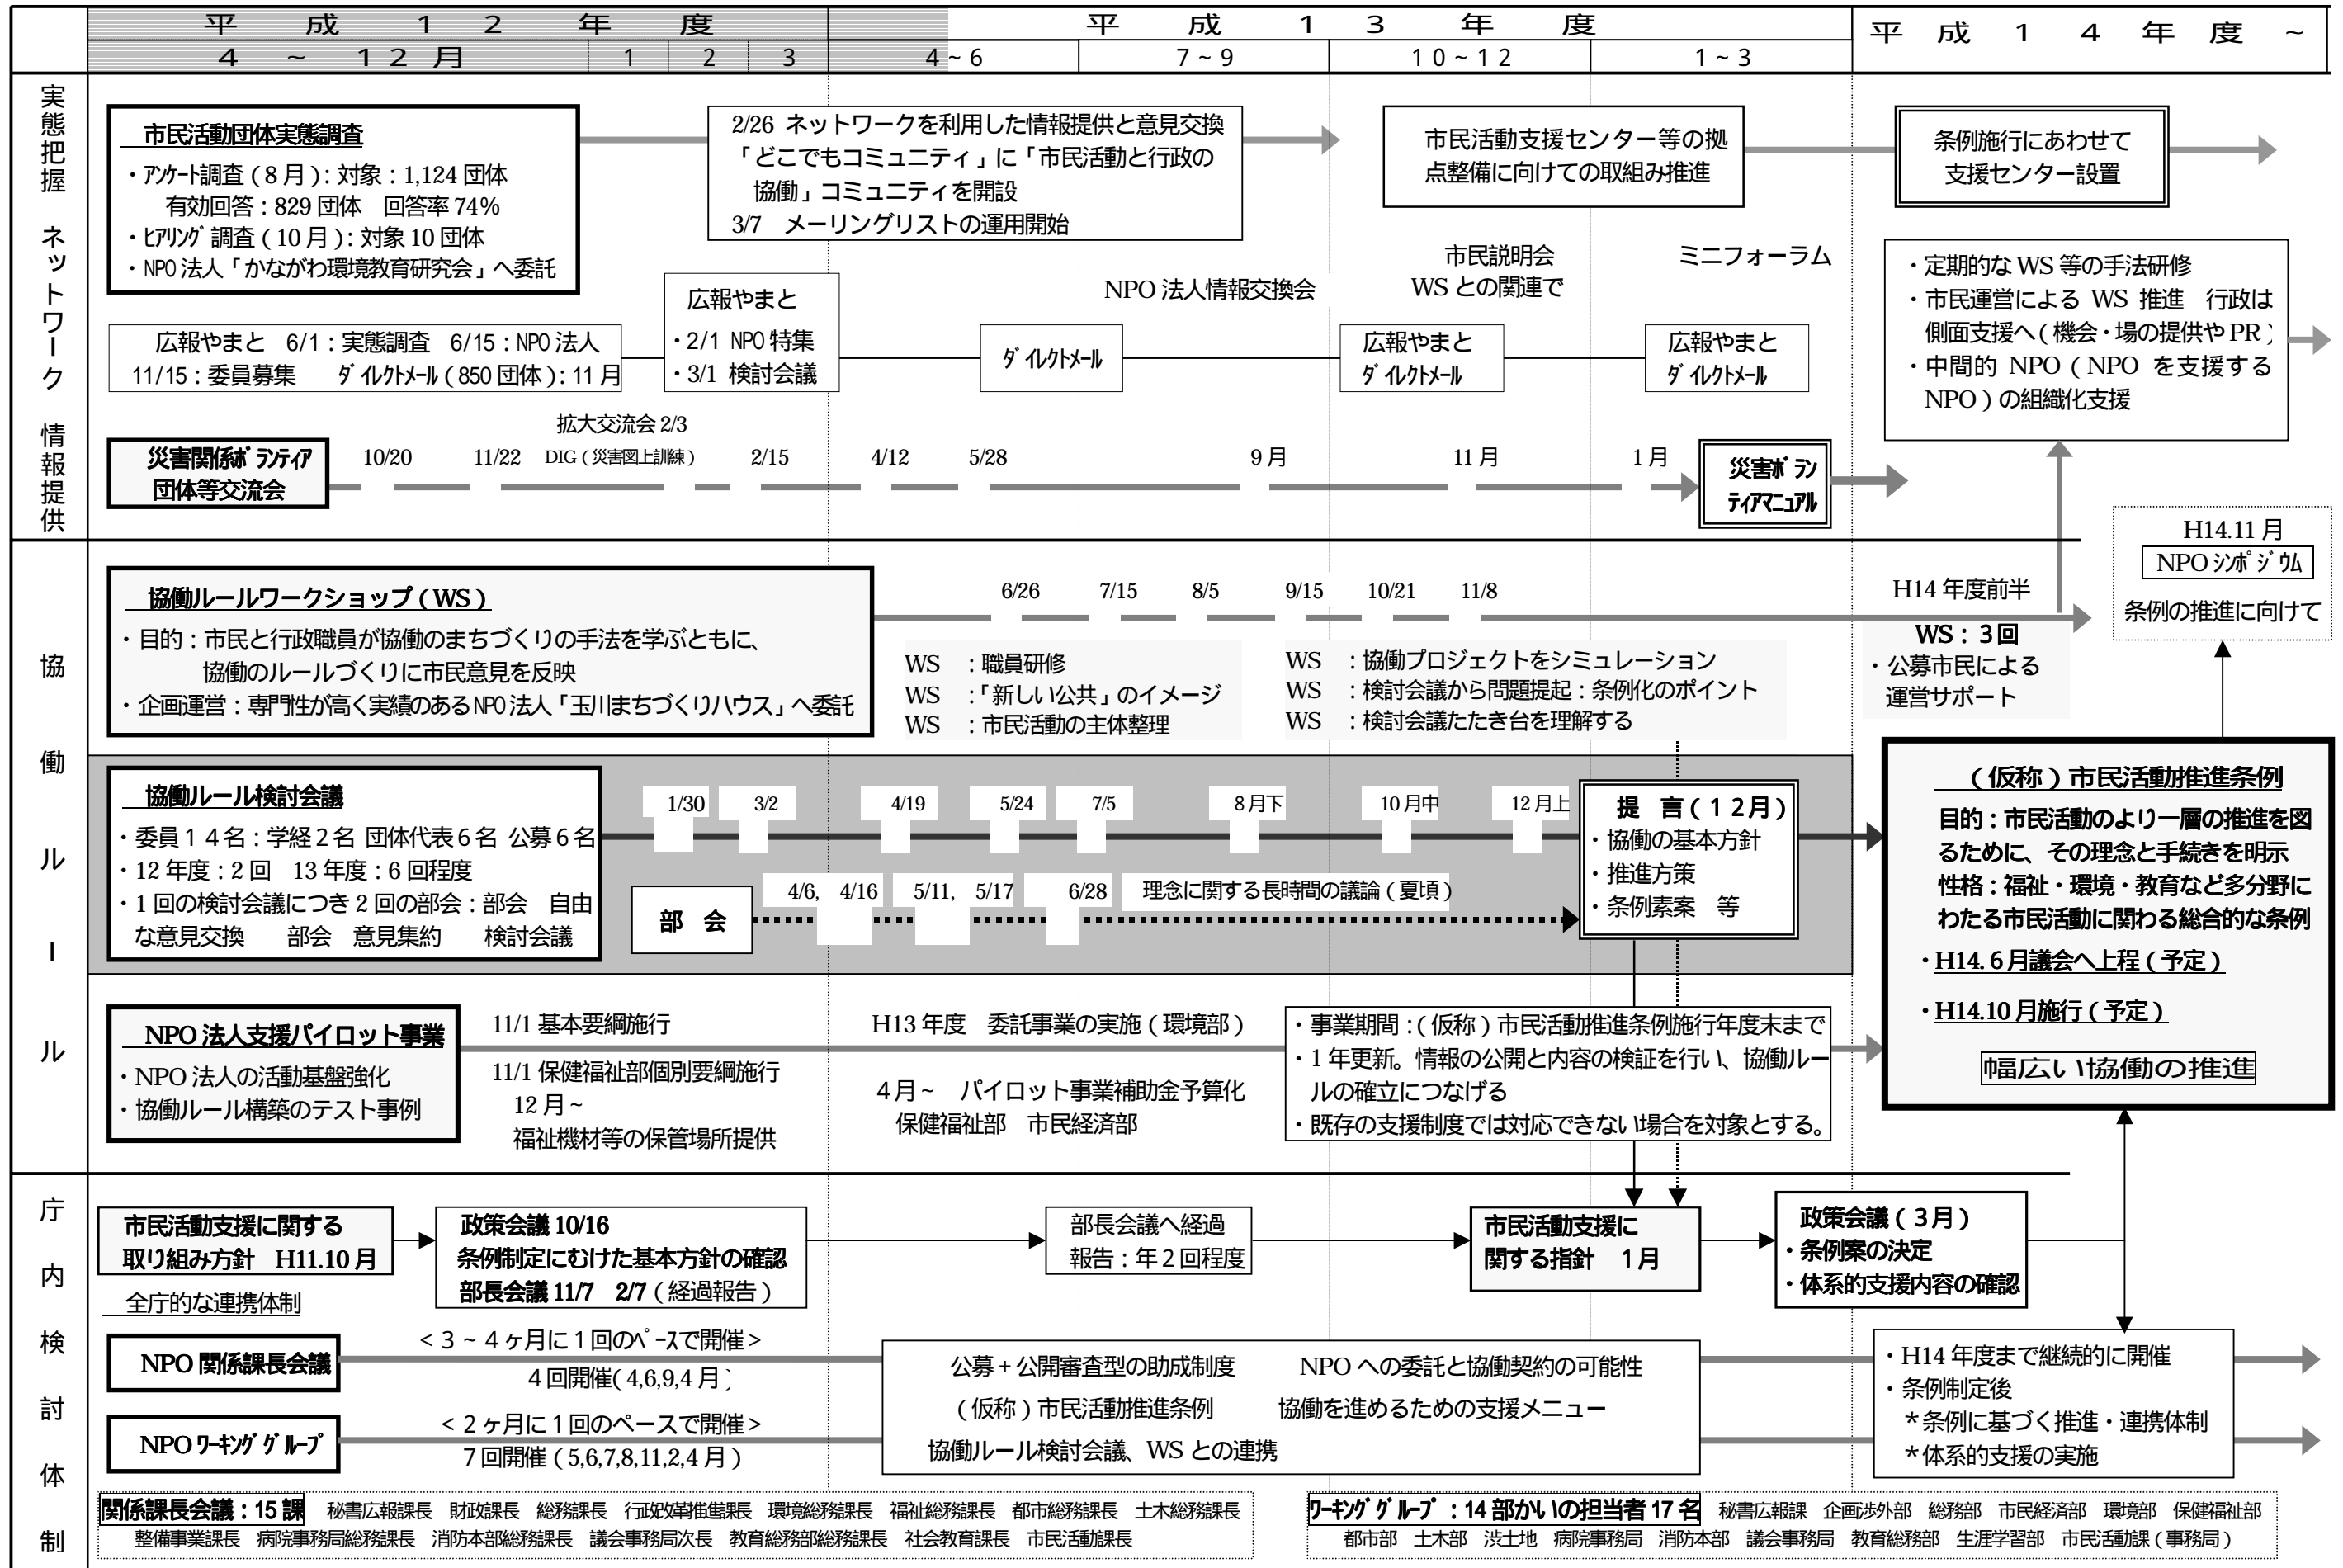 平成12年度
平成13年度
平成14年度~
4~12月 1 2 3
4~6
7~9
10~12
1~3
実態把握 ネットワーク 情報提供
市民活動団体実態調査
・アンケート調査(8月):対象:1,124団体
有効回答:829団体 回答率74%
・ヒアリング調査(10月):対象10団体
・NPO法人「かながわ環境教育研究会」へ委託
2/26 ネットワークを利用した情報提供と意見交換
「どこでもコミュニティ」に「市民活動と行政の
協働」コミュニティを開設
3/7 メーリングリストの運用開始
市民活動支援センター等の拠
点整備に向けての取組み推進
条例施行にあわせて
支援センター設置
広報やまと 6/1:実態調査 6/15:NPO法人
11/15:委員募集 ダイレクトメール(850団体):11月
広報やまと
・2/1 NPO特集
・3/1 検討会議
NPO法人情報交換会
市民説明会
WSとの関連で
ミニフォーラム
ダイレクトメール
広報やまと
ダイレクトメール
広報やまと
ダイレクトメール
・定期的なWS等の手法研修
・市民運営によるWS推進 行政は
側面支援へ(機会・場の提供やPR)
・中間的NPO(NPOを支援する
NPO)の組織化支援
災害関係ボランティア
団体等交流会
拡大交流会2/3
10/20 11/22 DIG(災害図上訓練) 2/15 4/12 5/28 9月 11月 1月
災害ボラン
ティアマニュアル
H14.11月
NPOシンポジウム
条例の推進に向けて
協働ルール
協働ルールワークショップ(WS)
・目的:市民と行政職員が協働のまちづくりの手法を学ぶともに、
協働のルールづくりに市民意見を反映
・企画運営:専門性が高く実績のあるNPO法人「玉川まちづくりハウス」へ委託
6/26 7/15 8/5 9/15 10/21 11/8
WS :職員研修
WS :「新しい公共」のイメージ
WS :市民活動の主体整理
WS :協働プロジェクトをシミュレーション
WS :検討会議から問題提起:条例化のポイント
WS :検討会議たたき台を理解する
H14年度前半
WS:3回
・公募市民による
運営サポート
協働ルール検討会議
・委員14名:学経2名 団体代表6名 公募6名
・12年度:2回 13年度:6回程度
・1回の検討会議につき2回の部会:部会 自由
な意見交換 部会 意見集約 検討会議
1/30 3/2 4/19 5/24 7/5 8月下 10月中 12月上
部 会
4/6, 4/16 5/11, 5/17 6/28 理念に関する長時間の議論(夏頃)
提 言(12月)
・協働の基本方針
・推進方策
・条例素案 等
(仮称)市民活動推進条例
目的:市民活動のより一層の推進を図
るために、その理念と手続きを明示
性格:福祉・環境・教育など多分野に
わたる市民活動に関わる総合的な条例
・H14.6月議会へ上程(予定)
・H14.10月施行(予定)
幅広い協働の推進
NPO法人支援パイロット事業
・NPO法人の活動基盤強化
・協働ルール構築のテスト事例
11/1 基本要綱施行
11/1 保健福祉部個別要綱施行
12月~
福祉機材等の保管場所提供
H13年度 委託事業の実施(環境部)
4月~ パイロット事業補助金予算化
保健福祉部 市民経済部
・事業期間:(仮称)市民活動推進条例施行年度末まで
・1年更新。情報の公開と内容の検証を行い、協働ルー
ルの確立につなげる
・既存の支援制度では対応できない場合を対象とする。
庁内検討体制
市民活動支援に関する
取り組み方針 H11.10月
政策会議10/16
条例制定にむけた基本方針の確認
部長会議11/7 2/7(経過報告)
部長会議へ経過
報告:年2回程度
市民活動支援に
関する指針 1月
政策会議(3月)
・条例案の決定
・体系的支援内容の確認
全庁的な連携体制
NPO関係課長会議
<3~4ヶ月に1回のペースで開催>
4回開催(4,6,9,4月)
NPOワーキンググループ
<2ヶ月に1回のペースで開催>
7回開催(5,6,7,8,11,2,4月)
公募+公開審査型の助成制度 NPOへの委託と協働契約の可能性
(仮称)市民活動推進条例 協働を進めるための支援メニュー
協働ルール検討会議、WSとの連携
・H14年度まで継続的に開催
・条例制定後
*条例に基づく推進・連携体制
*体系的支援の実施
関係課長会議:15課 秘書広報課長 財政課長 総務課長 行政改革推進課長 環境総務課長 福祉総務課長 都市総務課長 土木総務課長
整備事業課長 病院事務局総務課長 消防本部総務課長 議会事務局次長 教育総務部総務課長 社会教育課長 市民活動課長
ワーキンググループ:14部かいの担当者17名 秘書広報課 企画渉外部 総務部 市民経済部 環境部 保健福祉部
都市部 土木部 渋土地 病院事務局 消防本部 議会事務局 教育総務部 生涯学習部 市民活動課(事務局)